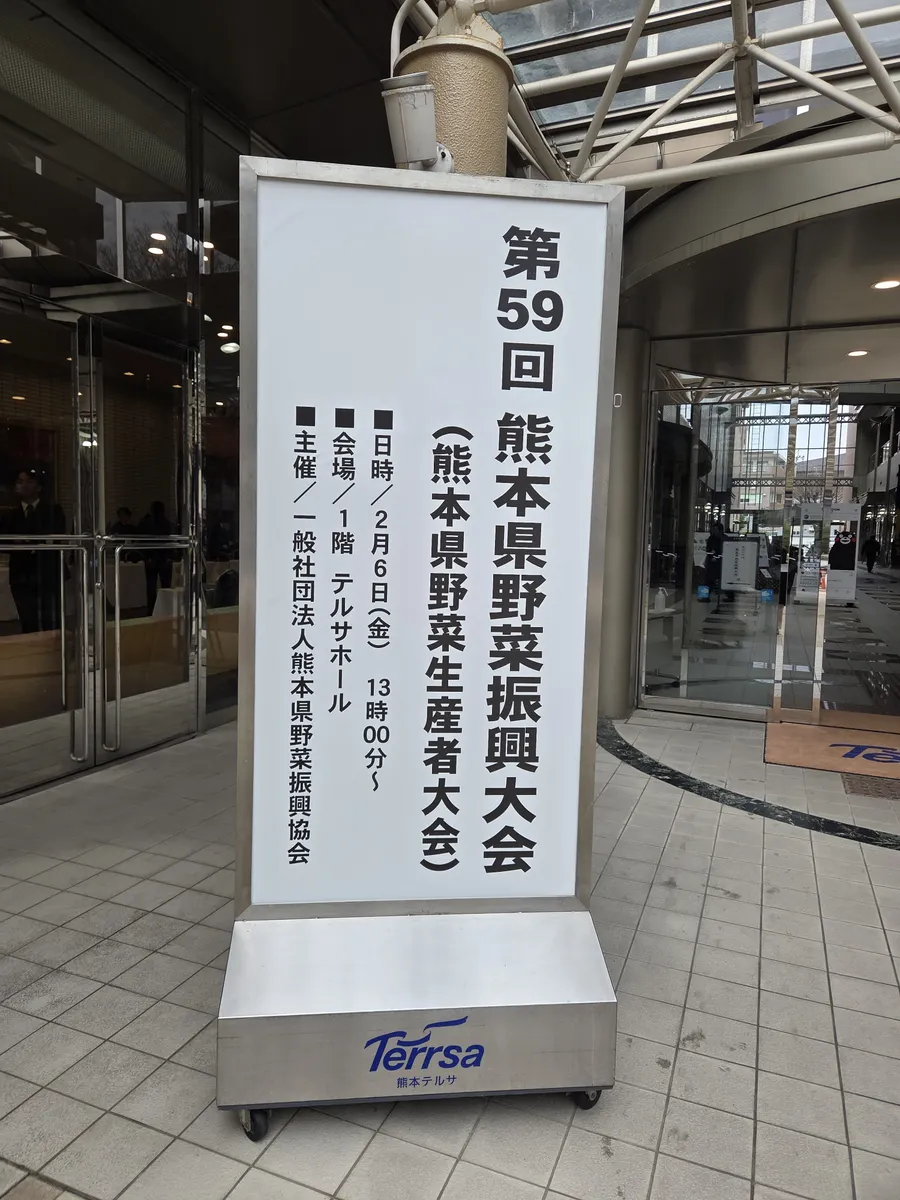 第59回 熊本県野菜振興大会
（熊本県野菜生産者大会）
■日時／2月6日（金） 13時00分～
■会場／1階 テルサホール
■主催／一般社団法人熊本県野菜振興協会
Terrsa
熊本テルサ